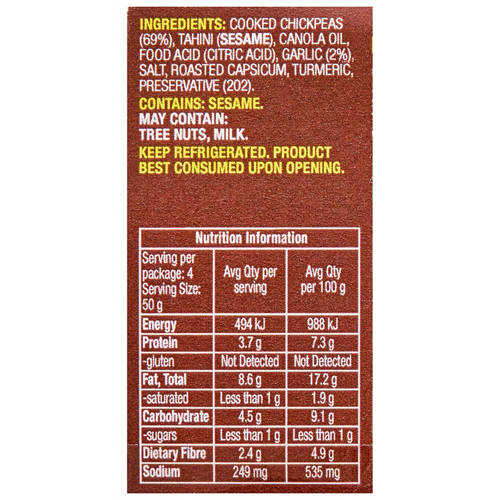 INGREDIENTS: COOKED CHICKPEAS
(69%), TAHINI (SESAME), CANOLA OIL,
FOOD ACID (CITRIC ACID), GARLIC (2%),
SALT, ROASTED CAPSICUM, TURMERIC,
PRESERVATIVE (202).
CONTAINS: SESAME.
MAY CONTAIN:
TREE NUTS, MILK.
KEEP REFRIGERATED. PRODUCT
BEST CONSUMED UPON OPENING.
Nutrition Information
Serving per package: 4 Serving Size: 50 g Avg Qty per serving Avg Qty per 100 g
Energy 494 kJ 988 kJ
Protein 3.7 g 7.3 g
-gluten Not Detected Not Detected
Fat, Total 8.6 g 17.2 g
-saturated Less than 1 g 1.9 g
Carbohydrate 4.5 g 9.1 g
-sugars Less than 1 g Less than 1 g
Dietary Fibre 2.4 g 4.9 g
Sodium 249 mg 535 mg